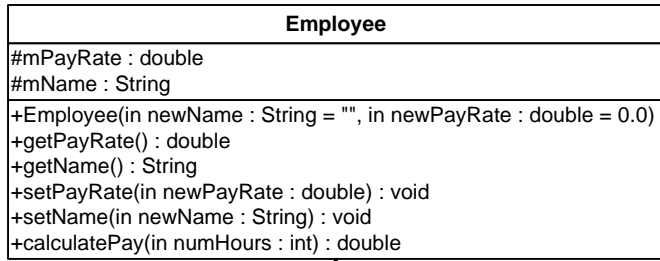 Employee
#mPayRate : double
#mName : String
+Employee(in newName : String = "", in newPayRate : double = 0.0)
+getPayRate() : double
+getName() : String
+setPayRate(in newPayRate : double) : void
+setName(in newName : String) : void
+calculatePay(in numHours : int) : double